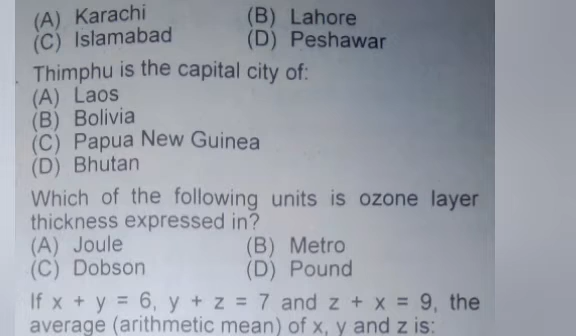 (A) Karachi (B) Lahore
(C) Islamabad (D) Peshawar
Thimphu is the capital city of:
(A) Laos
(B) Bolivia
(C) Papua New Guinea
(D) Bhutan
Which of the following units is ozone layer
thickness expressed in?
(A) Joule (B) Metro
(C) Dobson (D) Pound
If x + y = 6, y + z = 7 and z + x = 9, the
average (arithmetic mean) of x, y and z is: